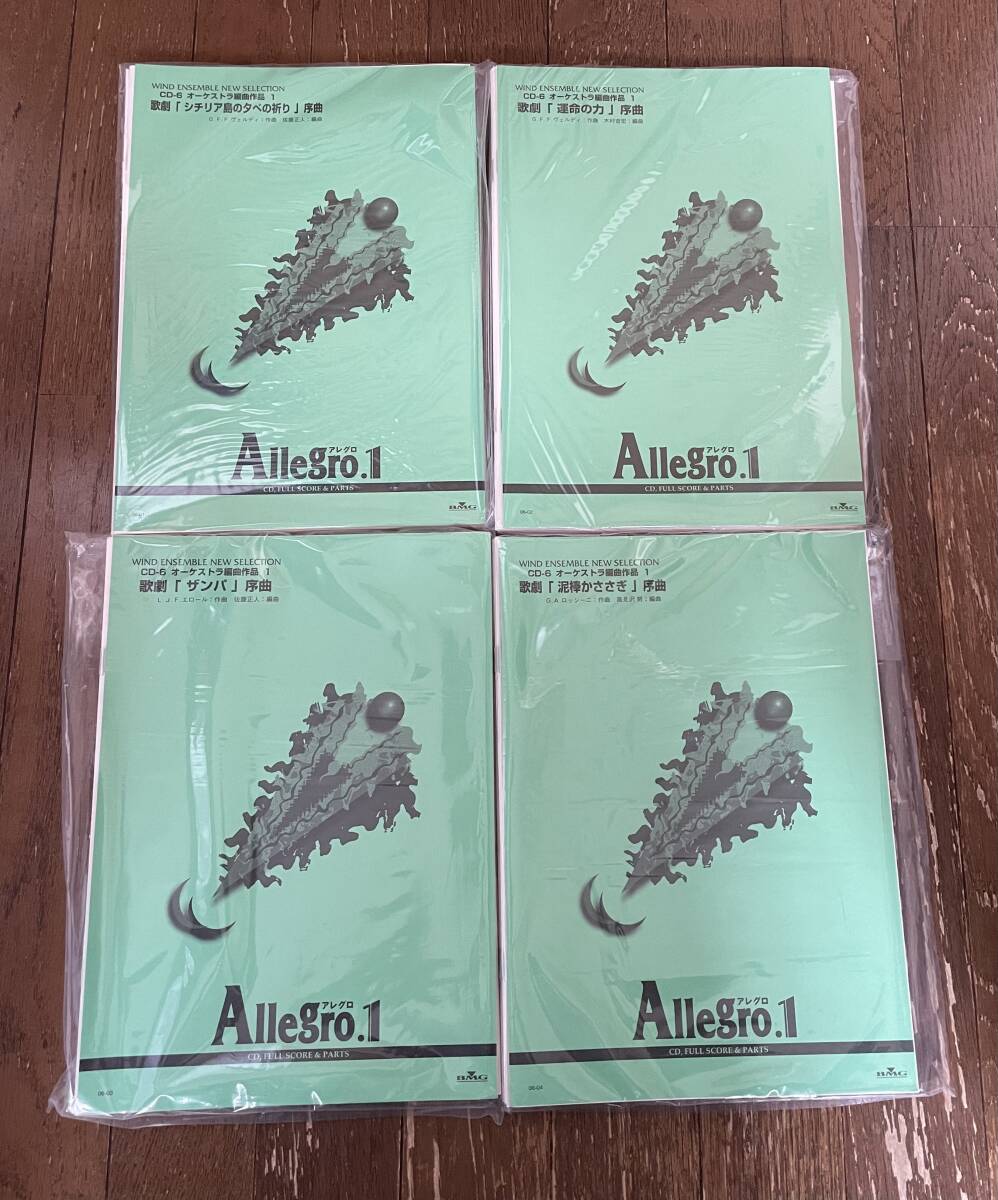 WIND ENSEMBLE NEW SELECTION
CD-6 オーケストラ編曲作品 1
歌劇「 シチリア島の夕べの祈り 」序曲
G.F.F.ヴェルディ:作曲 佐藤正人:編曲
アレグロ
Allegro.1
CD, FULL SCORE & PARTS
BMG
WIND ENSEMBLE NEW SELECTION
CD-6 オーケストラ編曲作品 1
歌劇「 運命の力 」序曲
G.F.F.ヴェルディ:作曲 木村吉宏:編曲
アレグロ
Allegro.1
CD, FULL SCORE & PARTS
BMG
06-02
WIND ENSEMBLE NEW SELECTION
CD-6 オーケストラ編曲作品 1
歌劇「 ザンパ 」序曲
L.J.F.エロール:作曲 佐藤正人:編曲
アレグロ
Allegro.1
CD, FULL SCORE & PARTS
BMG
06-03
WIND ENSEMBLE NEW SELECTION
CD-6 オーケストラ編曲作品 1
歌劇「 泥棒かささぎ 」序曲
G.A.ロッシーニ:作曲 高見沢 努:編曲
アレグロ
Allegro.1
CD, FULL SCORE & PARTS
BMG
06-04